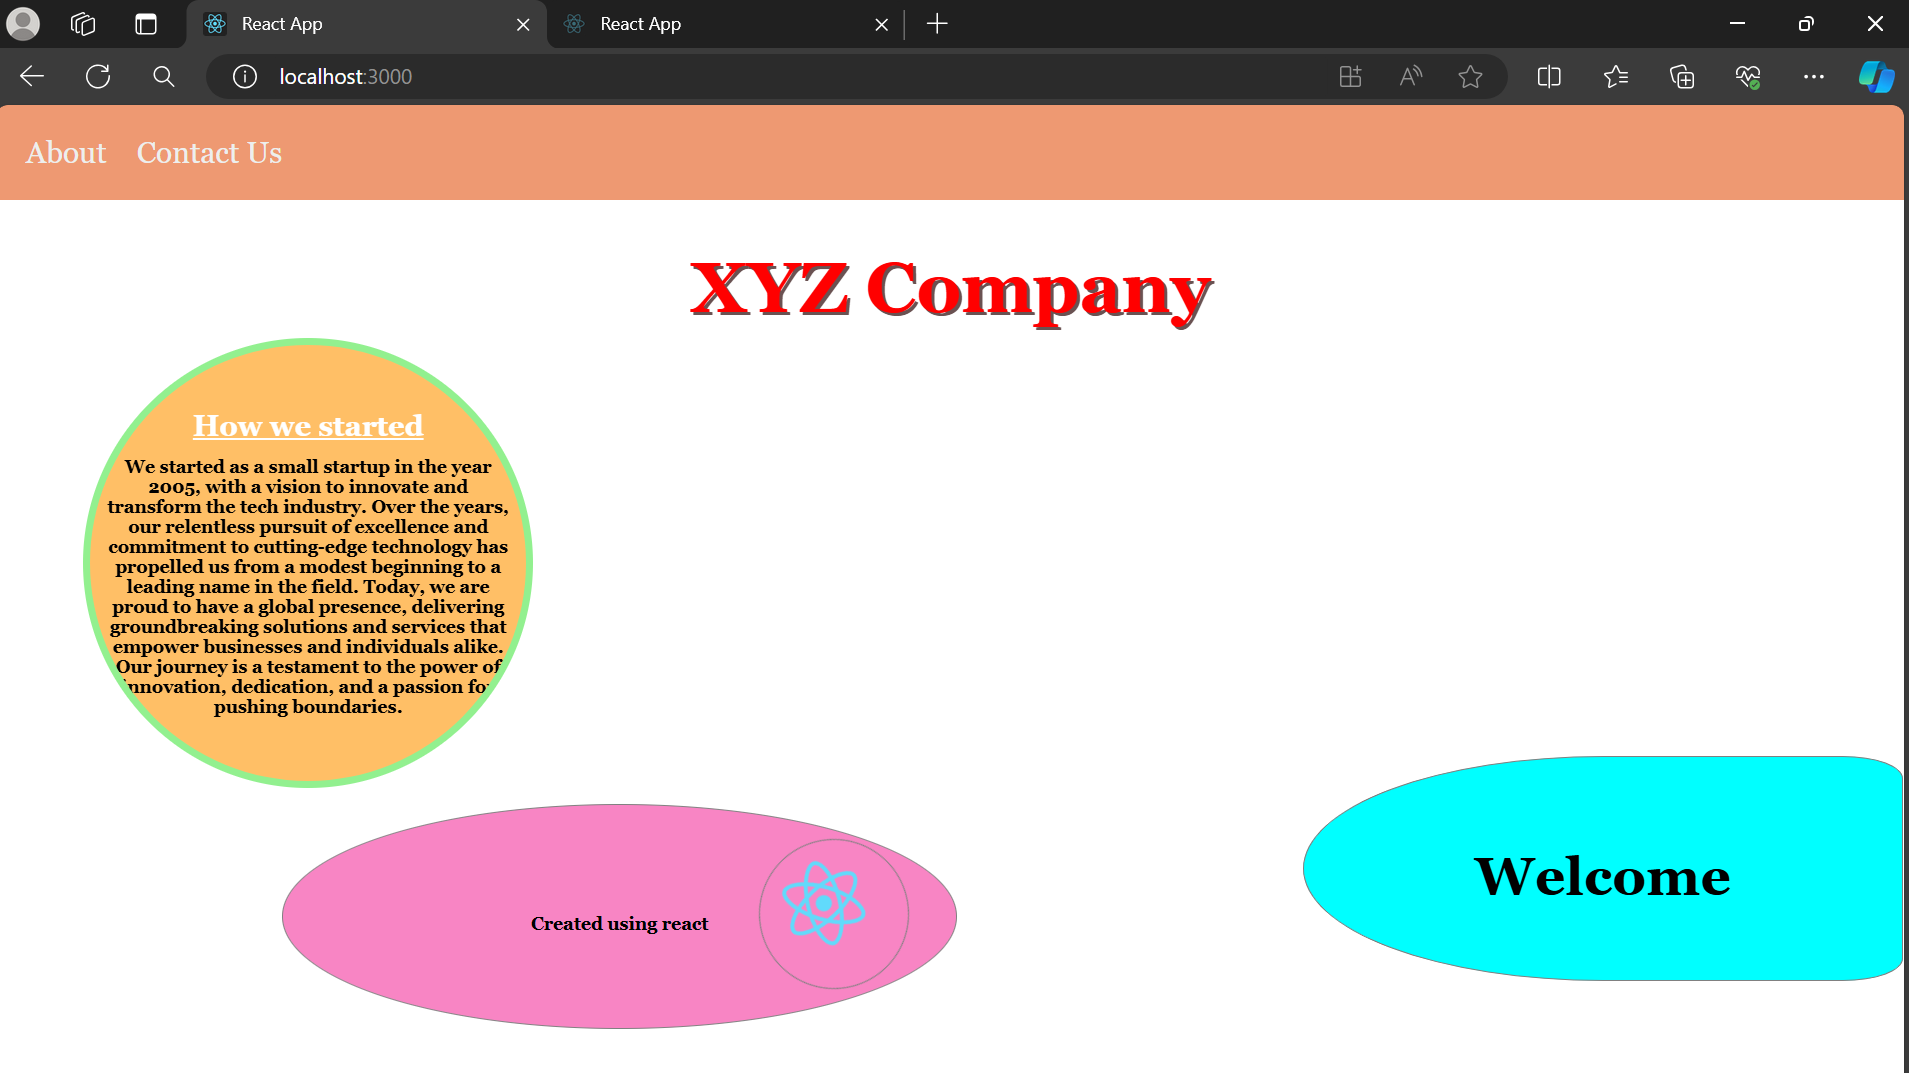 React App
React App
localhost:3000
About
Contact Us
XYZ Company
How we started
We started as a small startup in the year
2005, with a vision to innovate and
transform the tech industry. Over the years,
our relentless pursuit of excellence and
commitment to cutting-edge technology has
propelled us from a modest beginning to a
leading name in the field. Today, we are
proud to have a global presence, delivering
groundbreaking solutions and services that
empower businesses and individuals alike.
Our journey is a testament to the power of
innovation, dedication, and a passion for
pushing boundaries.
Created using react
Welcome